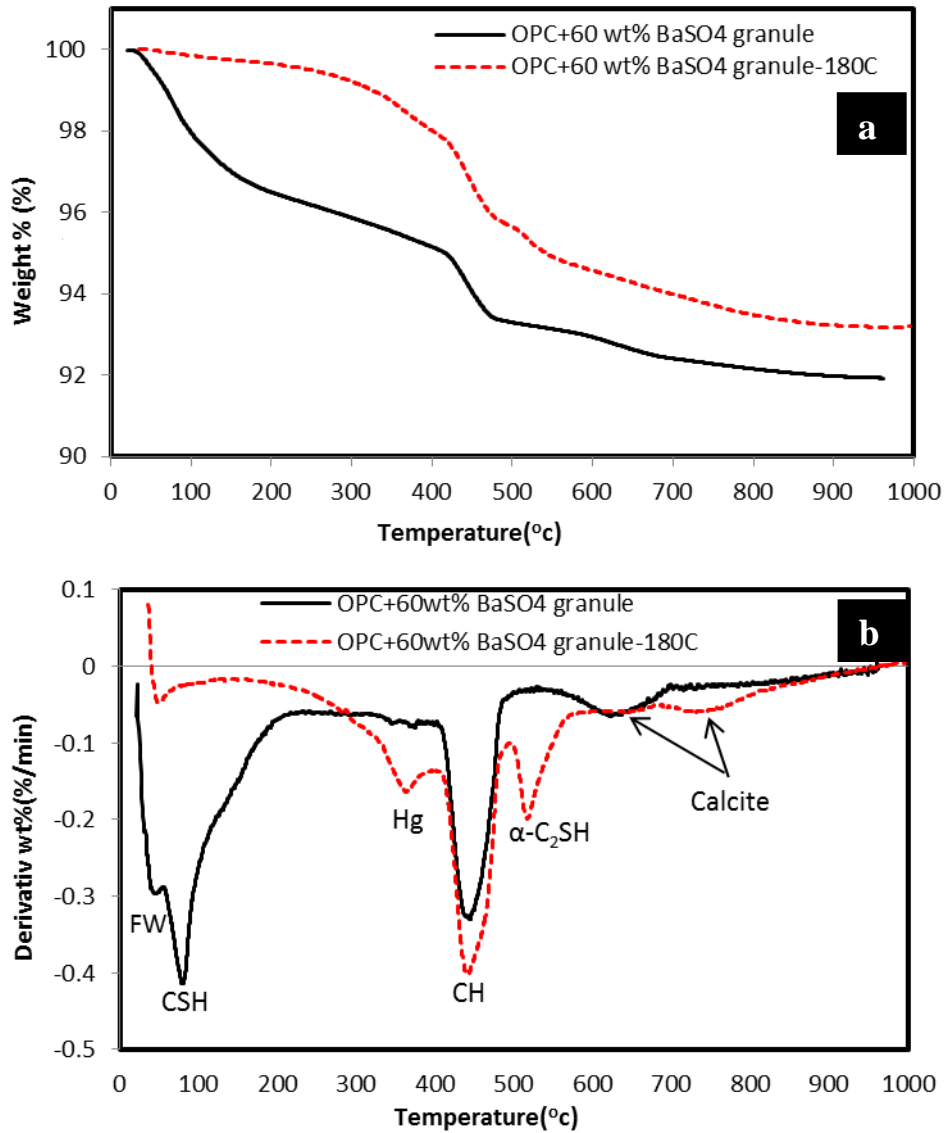 OPC+60 wt% BaSO4 granule
OPC+60 wt% BaSO4 granule-180C
a
100
98
96
94
92
90
Weight % (%)
0 100 200 300 400 500 600 700 800 900 1000
Temperature(ºc)
OPC+60wt% BaSO4 granule
OPC+60wt% BaSO4 granule-180C
b
0.1
0
-0.1
-0.2
-0.3
-0.4
-0.5
Derivativ wt%(%/min)
Hg
α-C₂SH
Calcite
FW
CSH
CH
0 100 200 300 400 500 600 700 800 900 1000
Temperature(ºc)